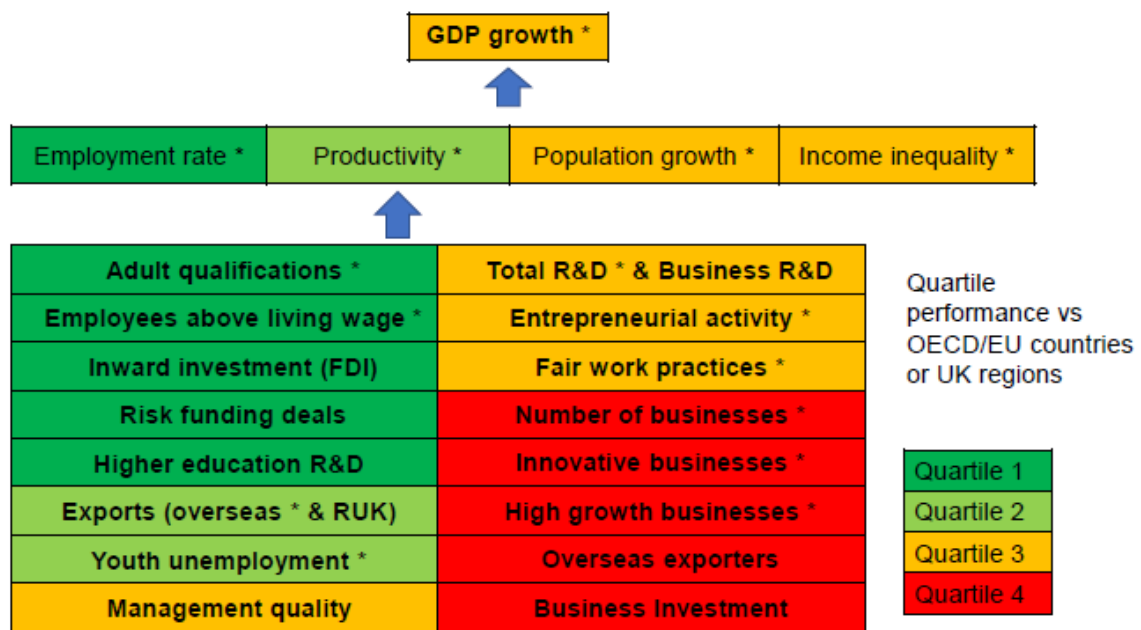 GDP growth *
Employment rate * Productivity * Population growth * Income inequality *
Adult qualifications * Total R&D * & Business R&D
Employees above living wage * Entrepreneurial activity *
Inward investment (FDI) Fair work practices *
Risk funding deals Number of businesses *
Higher education R&D Innovative businesses *
Exports (overseas * & RUK) High growth businesses *
Youth unemployment * Overseas exporters
Management quality Business Investment
Quartile
performance vs
OECD/EU countries
or UK regions
Quartile 1
Quartile 2
Quartile 3
Quartile 4